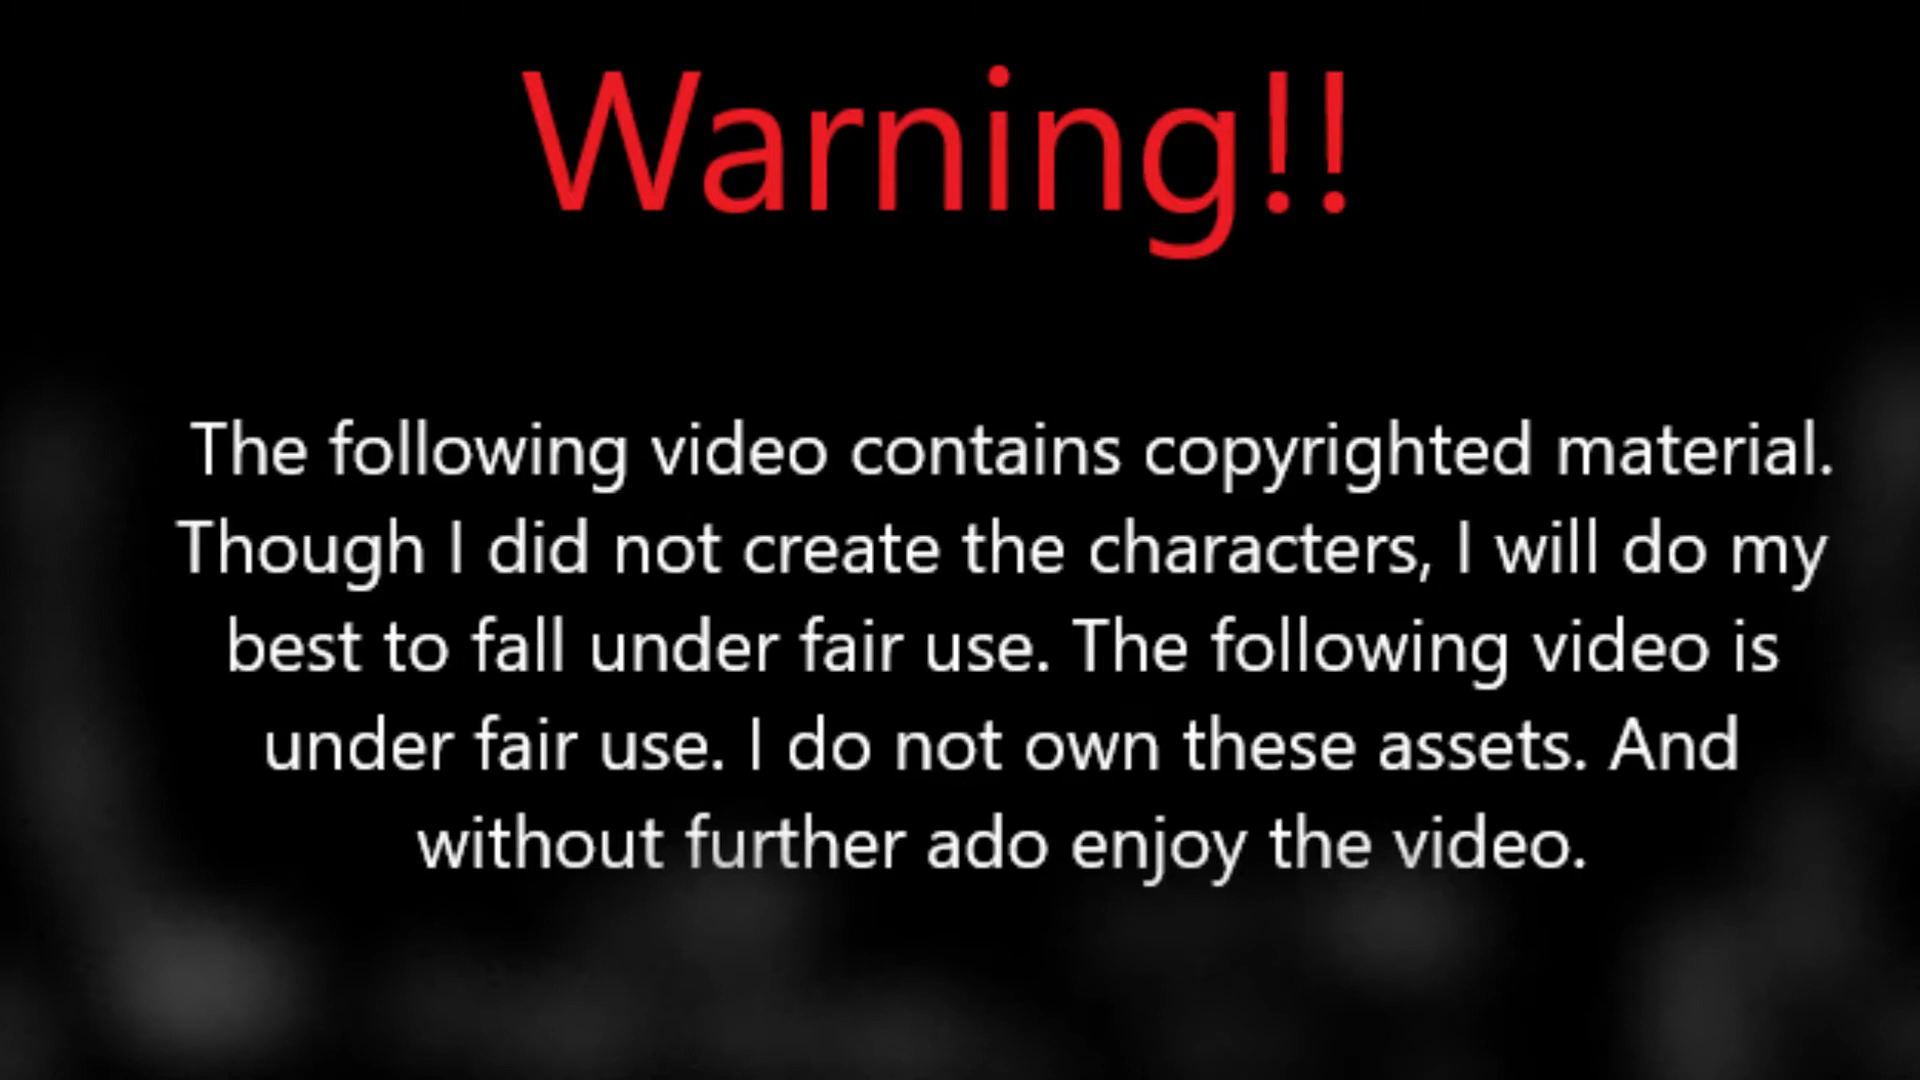 Warning!!
The following video contains copyrighted material.
Though I did not create the characters, I will do my
best to fall under fair use. The following video is
under fair use. I do not own these assets. And
without further ado enjoy the video.